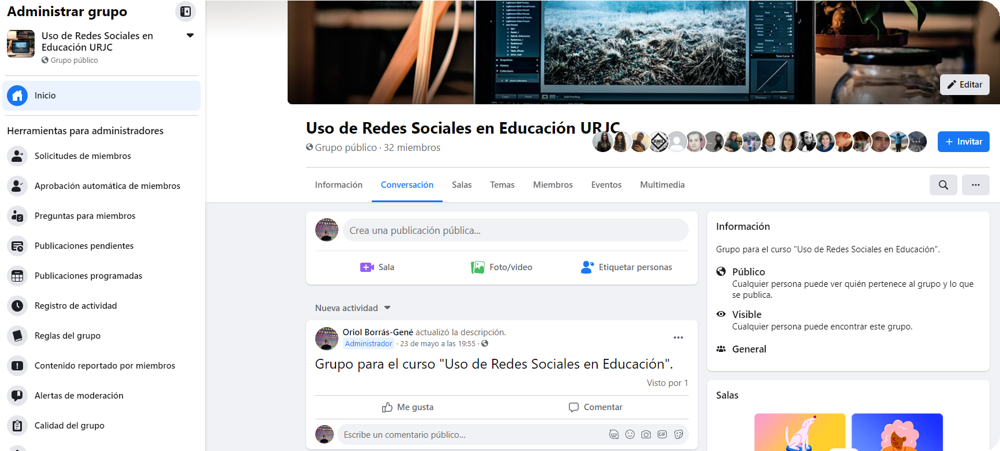 Administrar grupo
Uso de Redes Sociales en
Educación URJC
Grupo público
Inicio
Herramientas para administradores
Solicitudes de miembros
Aprobación automática de miembros
Preguntas para miembros
Publicaciones pendientes
Publicaciones programadas
Registro de actividad
Reglas del grupo
Contenido reportado por miembros
Alertas de moderación
Calidad del grupo
Editar
Uso de Redes Sociales en Educación URJC
Grupo público · 32 miembros
Invitar
Información
Conversación
Salas
Temas
Miembros
Eventos
Multimedia
Crea una publicación pública...
Sala
Foto/video
Etiquetar personas
Nueva actividad
Oriol Borrás-Gené actualizó la descripción.
Administrador · 23 de mayo a las 19:55 ·
Grupo para el curso "Uso de Redes Sociales en Educación".
Visto por 1
Me gusta
Comentar
Escribe un comentario público...
GIF
Información
Grupo para el curso "Uso de Redes Sociales en Educación".
Público
Cualquier persona puede ver quién pertenece al grupo y lo que
se publica.
Visible
Cualquier persona puede encontrar este grupo.
General
Salas